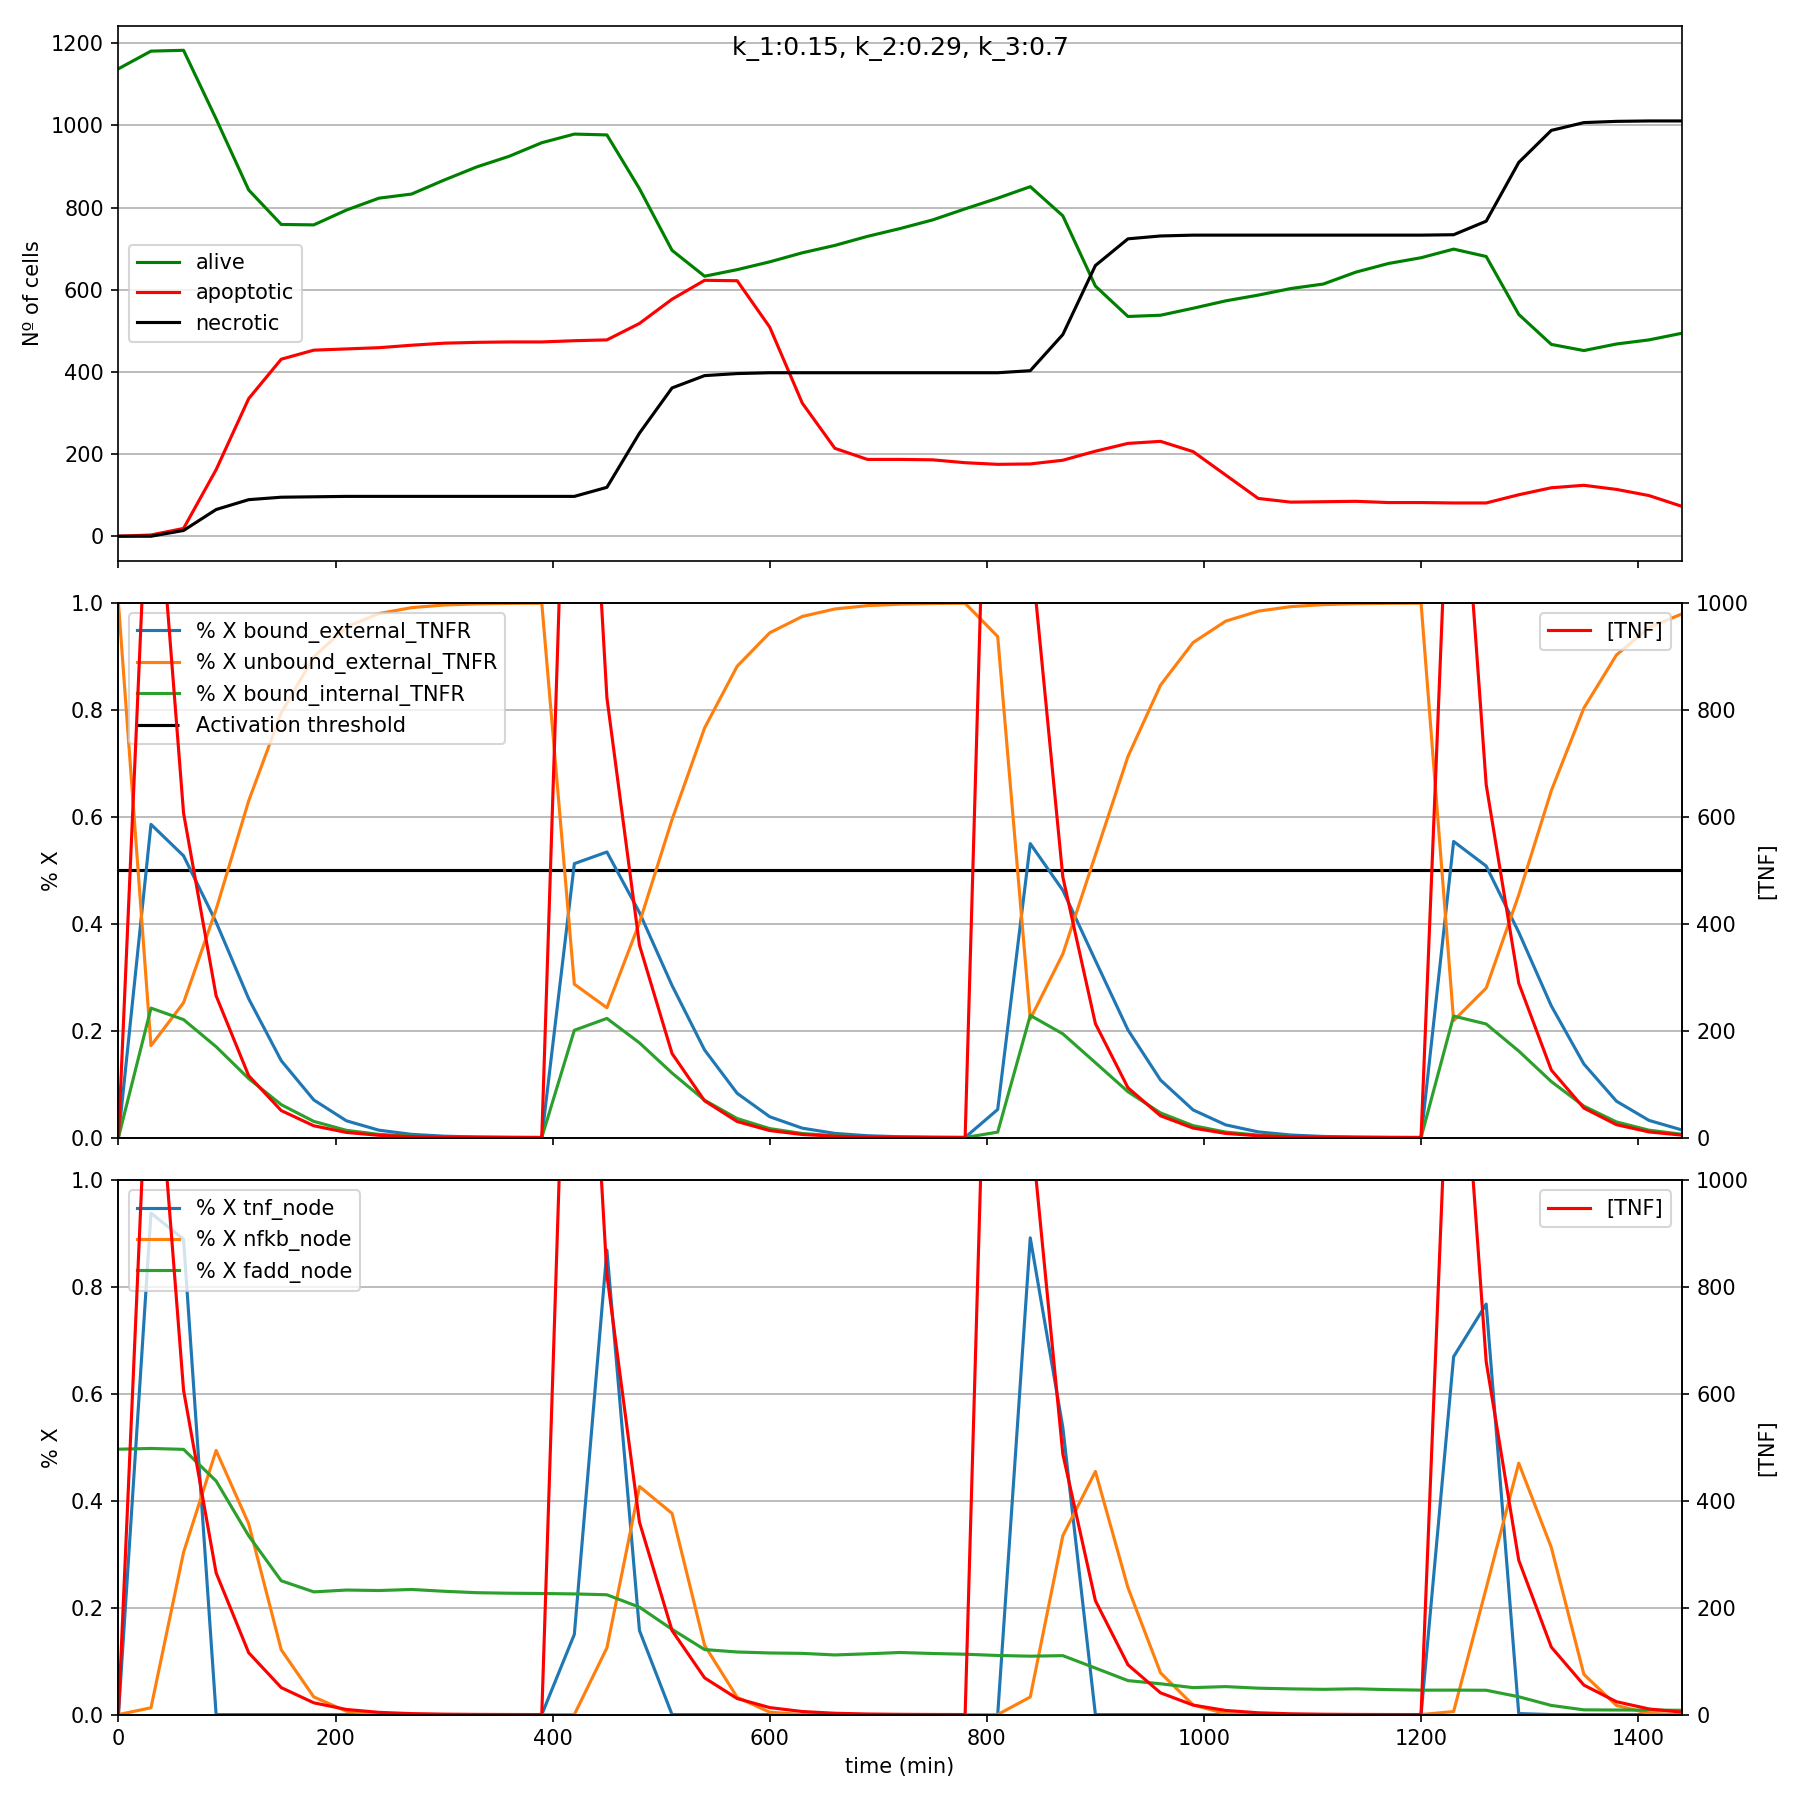 k_1:0.15, k_2:0.29, k_3:0.7
1200
1000
800
600
400
200
0
Nº of cells
alive
apoptotic
necrotic
1.0
0.8
0.6
0.4
0.2
0.0
% X
% X bound_external_TNFR
% X unbound_external_TNFR
% X bound_internal_TNFR
Activation threshold
[TNF]
1000
800
600
400
200
0
[TNF]
1.0
0.8
0.6
0.4
0.2
0.0
% X
% X tnf_node
% X nfkb_node
% X fadd_node
[TNF]
1000
800
600
400
200
0
[TNF]
0 200 400 600 800 1000 1200 1400
time (min)